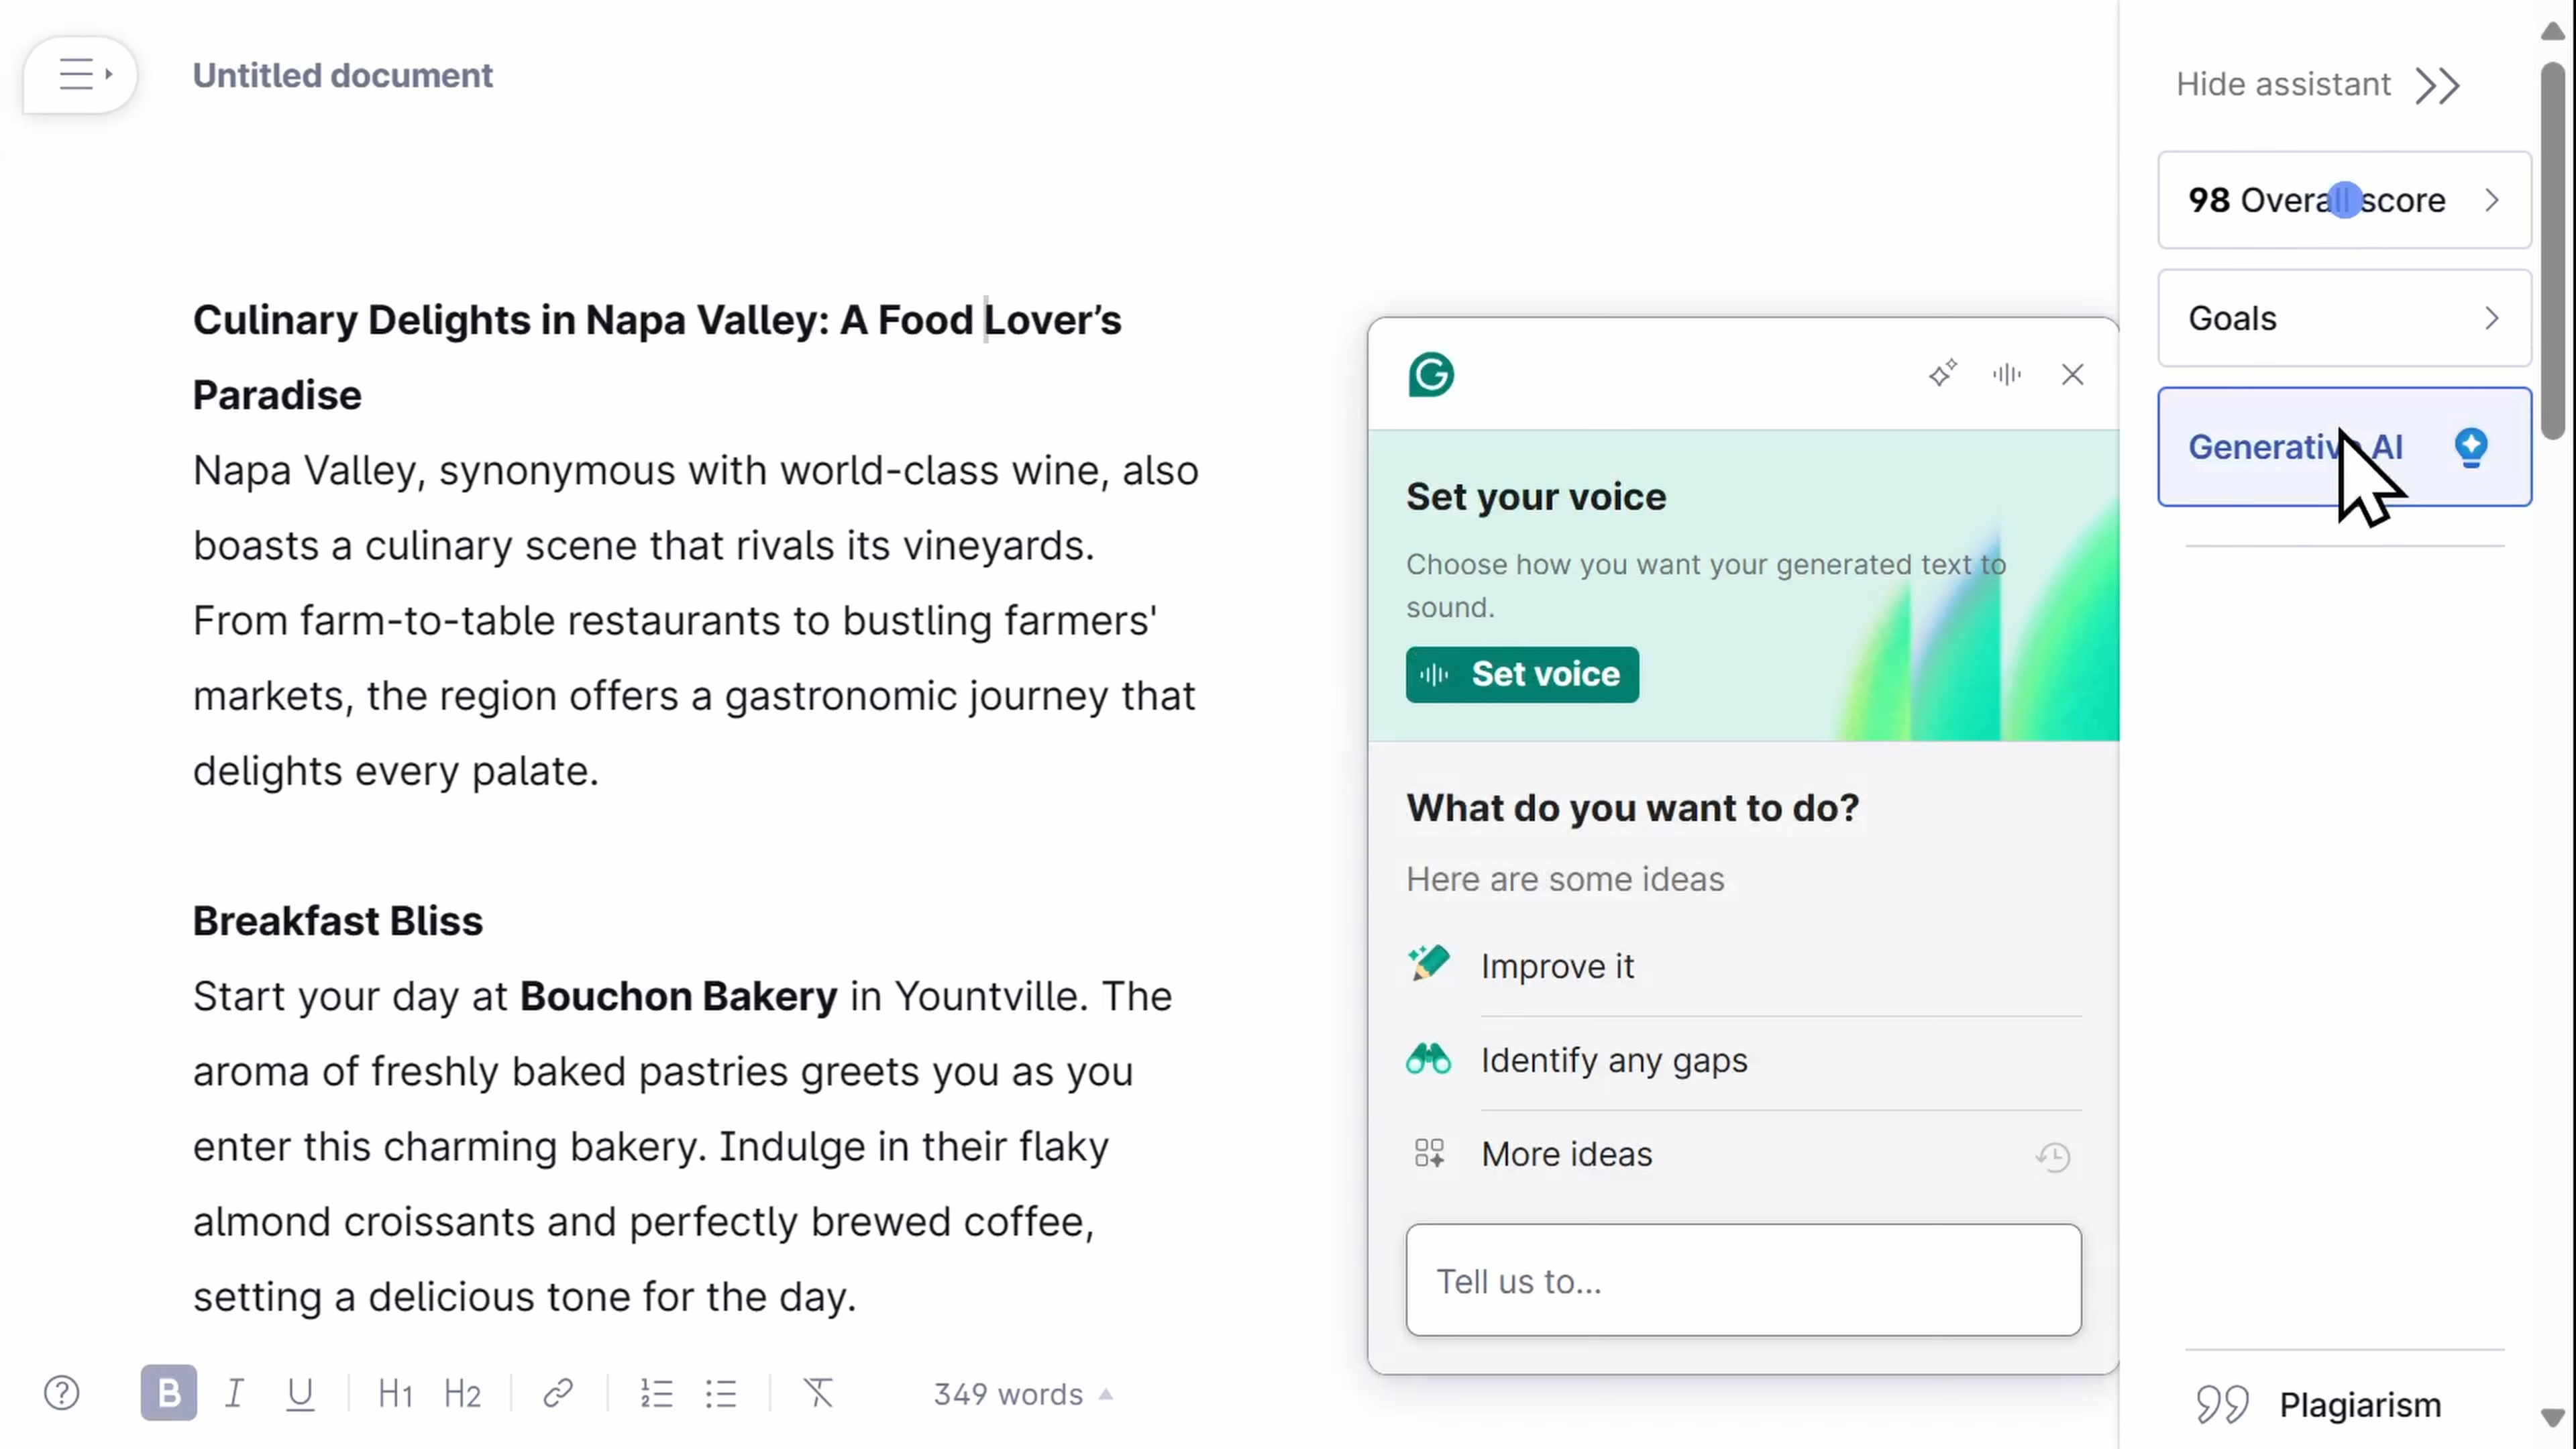 Untitled document
Hide assistant
98 Overall score
Goals
Generative AI
Culinary Delights in Napa Valley: A Food Lover’s
Paradise
Napa Valley, synonymous with world-class wine, also
boasts a culinary scene that rivals its vineyards.
From farm-to-table restaurants to bustling farmers'
markets, the region offers a gastronomic journey that
delights every palate.
Breakfast Bliss
Start your day at Bouchon Bakery in Yountville. The
aroma of freshly baked pastries greets you as you
enter this charming bakery. Indulge in their flaky
almond croissants and perfectly brewed coffee,
setting a delicious tone for the day.
Set your voice
Choose how you want your generated text to
sound.
Set voice
What do you want to do?
Here are some ideas
Improve it
Identify any gaps
More ideas
Tell us to...
B I U H1 H2
349 words
Plagiarism